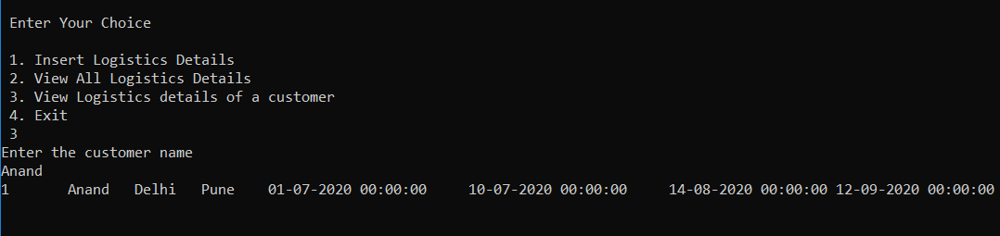 Enter Your Choice
1. Insert Logistics Details
2. View All Logistics Details
3. View Logistics details of a customer
4. Exit
3
Enter the customer name
Anand
1 Anand Delhi Pune 01-07-2020 00:00:00 10-07-2020 00:00:00 14-08-2020 00:00:00 12-09-2020 00:00:00